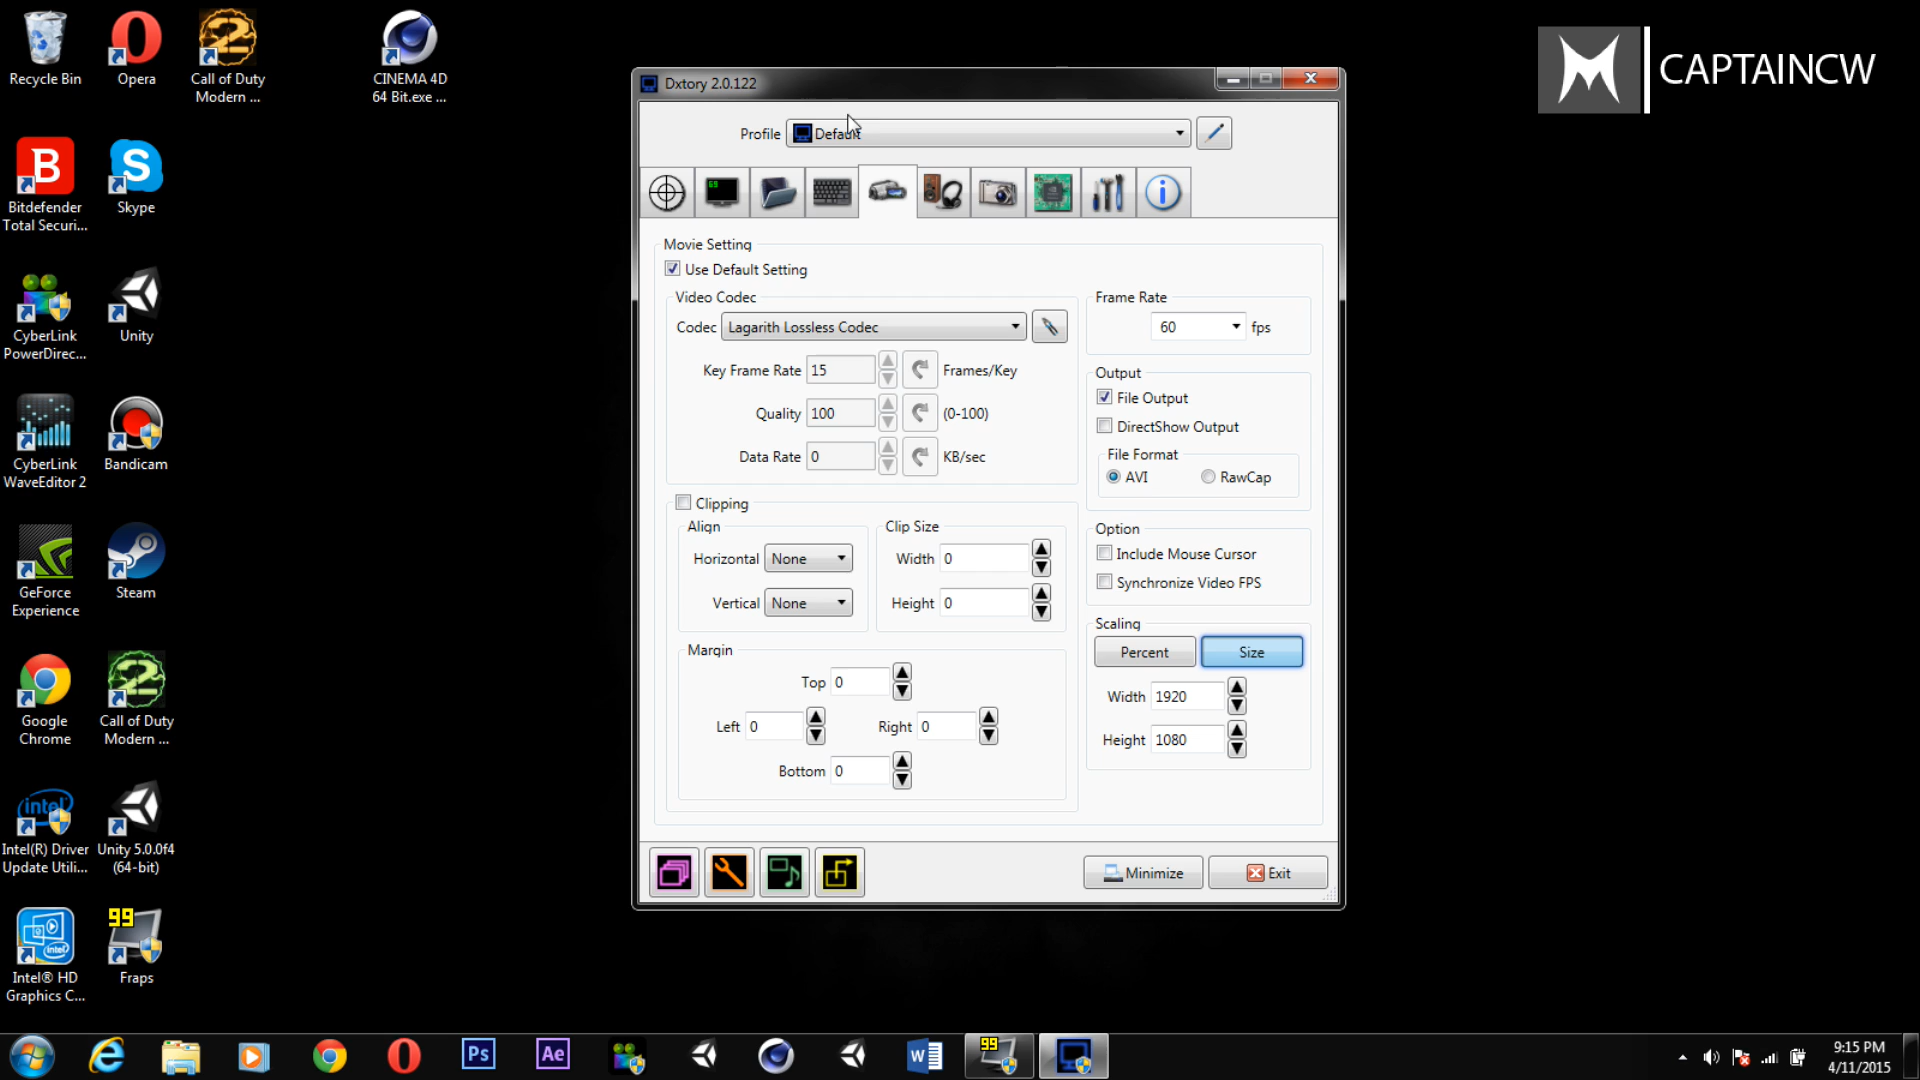 Recycle Bin
Opera
Call of Duty
Modern ...
CINEMA 4D
64 Bit.exe ...
Bitdefender
Total Securi...
Skype
CyberLink
PowerDirec...
Unity
CyberLink
WaveEditor 2
Bandicam
GeForce
Experience
Steam
Google
Chrome
Call of Duty
Modern ...
intel
Intel(R) Driver
Update Utili...
Unity 5.0.0f4
(64-bit)
intel
Intel® HD
Graphics C...
99
Fraps
CAPTAINCW
Dxtory 2.0.122
Profile
Default
Movie Setting
Use Default Setting
Video Codec
Codec
Lagarith Lossless Codec
Key Frame Rate 15 Frames/Key
Quality 100 (0-100)
Data Rate 0 KB/sec
Clipping
Align
Horizontal None
Vertical None
Clip Size
Width 0
Height 0
Margin
Top 0
Left 0
Right 0
Bottom 0
Frame Rate
60 fps
Output
File Output
DirectShow Output
File Format
AVI
RawCap
Option
Include Mouse Cursor
Synchronize Video FPS
Scaling
Percent
Size
Width 1920
Height 1080
Minimize
Exit
Ps
Ae
W
99
9:15 PM
4/11/2015